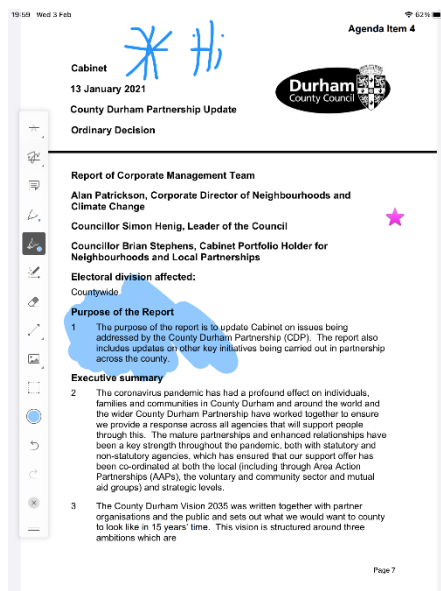 19:59 Wed 3 Feb
62%
Hi
Agenda Item 4
Cabinet
13 January 2021
Durham
County Council
County Durham Partnership Update
Ordinary Decision
Report of Corporate Management Team
Alan Patrickson, Corporate Director of Neighbourhoods and
Climate Change
Councillor Simon Henig, Leader of the Council
Councillor Brian Stephens, Cabinet Portfolio Holder for
Neighbourhoods and Local Partnerships
Electoral division affected:
Countywide
Purpose of the Report
1 The purpose of the report is to update Cabinet on issues being
addressed by the County Durham Partnership (CDP). The report also
includes updates on other key initiatives being carried out in partnership
across the county.
Executive summary
2 The coronavirus pandemic has had a profound effect on individuals,
families and communities in County Durham and around the world and
the wider County Durham Partnership have worked together to ensure
we provide a response across all agencies that will support people
through this. The mature partnerships and enhanced relationships have
been a key strength throughout the pandemic, both with statutory and
non-statutory agencies, which has ensured that our support offer has
been co-ordinated at both the local (including through Area Action
Partnerships (AAPs), the voluntary and community sector and mutual
aid groups) and strategic levels.
3 The County Durham Vision 2035 was written together with partner
organisations and the public and sets out what we would want to county
to look like in 15 years' time. This vision is structured around three
ambitions which are
Page 7